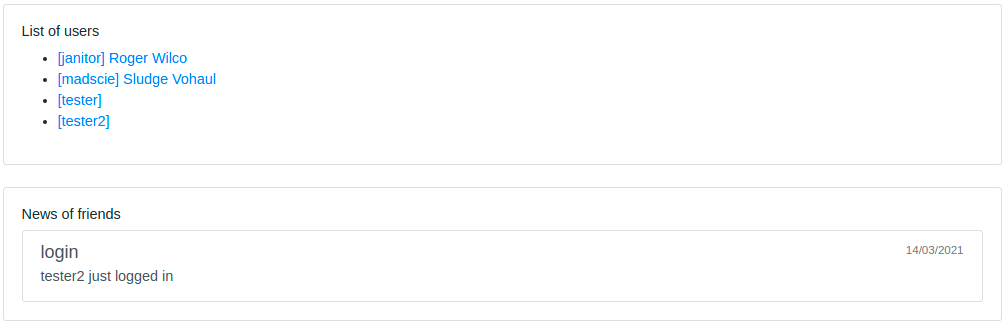 List of users
[janitor] Roger Wilco
[madscie] Sludge Vohaul
[tester]
[tester2]
News of friends
login
14/03/2021
tester2 just logged in